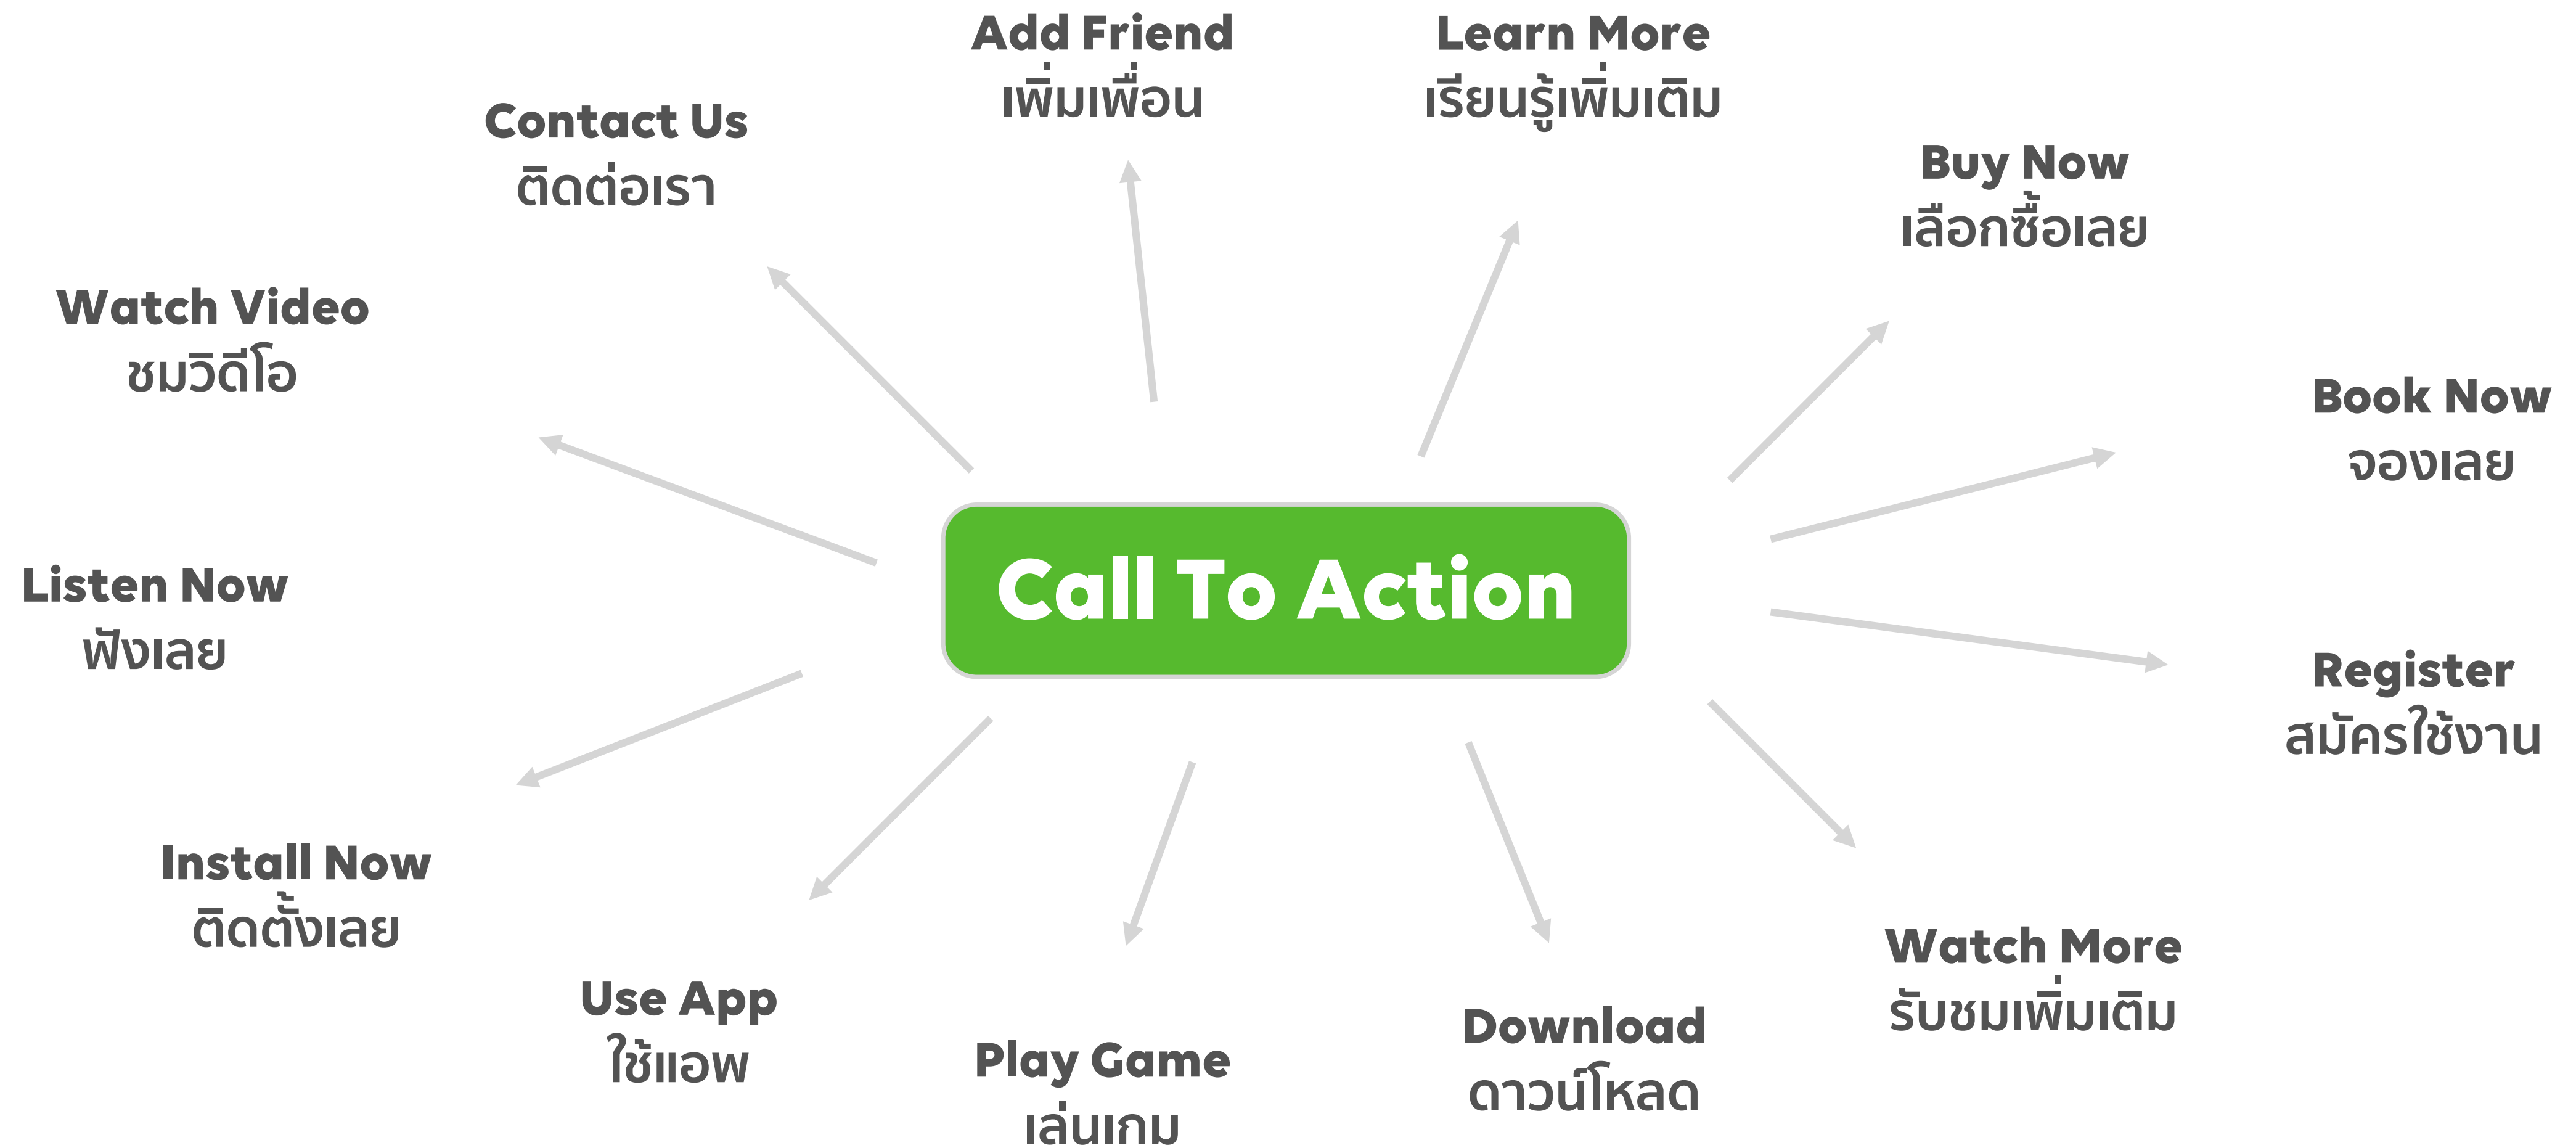 Add Friend
เพิ่มเพื่อน
Learn More
เรียนรู้เพิ่มเติม
Contact Us
ติดต่อเรา
Buy Now
เลือกซื้อเลย
Watch Video
ชมวิดีโอ
Book Now
จองเลย
Call To Action
Listen Now
ฟังเลย
Register
สมัครใช้งาน
Install Now
ติดตั้งเลย
Watch More
รับชมเพิ่มเติม
Use App
ใช้แอพ
Download
ดาวน์โหลด
Play Game
เล่นเกม